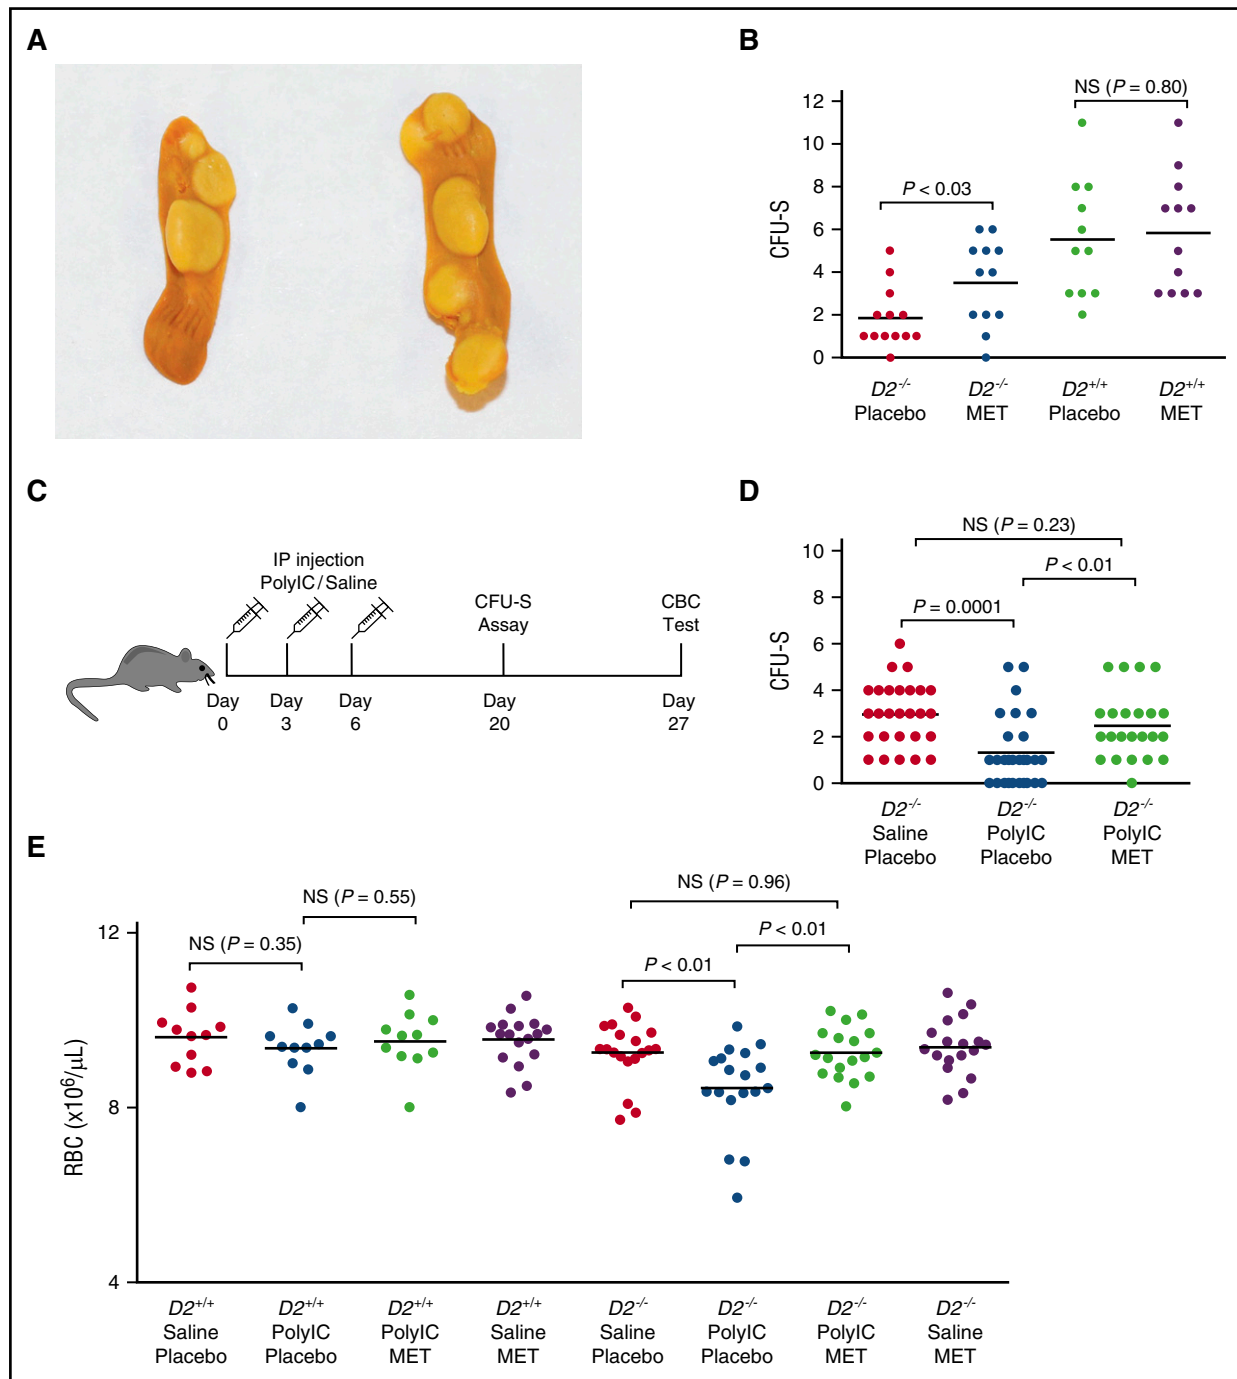 A
B
NS (P = 0.80)
P < 0.03
CFU-S
12
10
8
6
4
2
0
D2-/-
Placebo
D2-/-
MET
D2+/+
Placebo
D2+/+
MET
C
IP injection
PolyIC/Saline
CFU-S
Assay
CBC
Test
Day
0
Day
3
Day
6
Day
20
Day
27
D
NS (P = 0.23)
P < 0.01
P = 0.0001
CFU-S
10
8
6
4
2
0
D2-/-
Saline
Placebo
D2-/-
PolyIC
Placebo
D2-/-
PolyIC
MET
E
NS (P = 0.96)
NS (P = 0.55)
P < 0.01
NS (P = 0.35)
P < 0.01
RBC (x10⁶/μL)
12
8
4
D2+/+
Saline
Placebo
D2+/+
PolyIC
Placebo
D2+/+
PolyIC
MET
D2+/+
Saline
MET
D2-/-
Saline
Placebo
D2-/-
PolyIC
Placebo
D2-/-
PolyIC
MET
D2-/-
Saline
MET